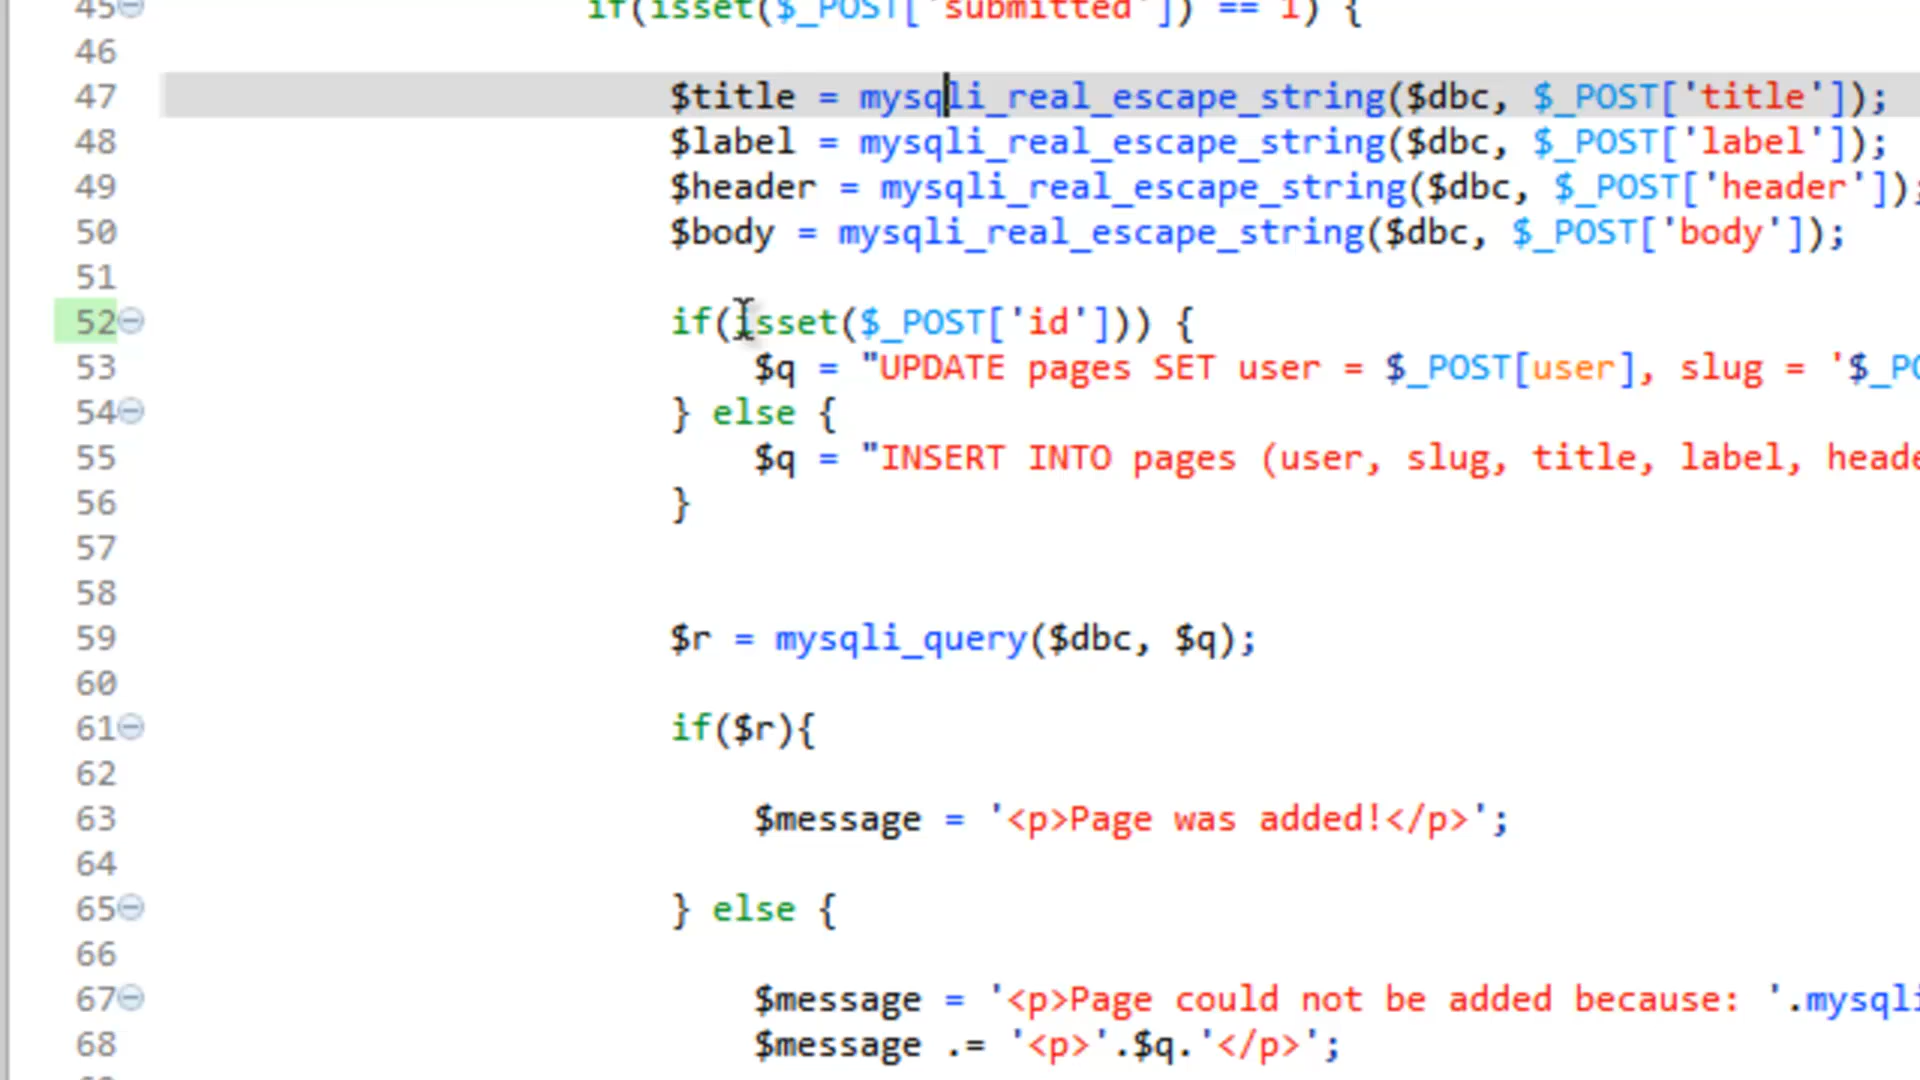 45 if(isset($_POST['submitted']) == 1) {
46
47 $title = mysqli_real_escape_string($dbc, $_POST['title']);
48 $label = mysqli_real_escape_string($dbc, $_POST['label']);
49 $header = mysqli_real_escape_string($dbc, $_POST['header']);
50 $body = mysqli_real_escape_string($dbc, $_POST['body']);
51
52 if(isset($_POST['id'])) {
53 $q = "UPDATE pages SET user = $_POST[user], slug = '$_PO
54 } else {
55 $q = "INSERT INTO pages (user, slug, title, label, heade
56 }
57
58
59 $r = mysqli_query($dbc, $q);
60
61 if($r){
62
63 $message = '<p>Page was added!</p>';
64
65 } else {
66
67 $message = '<p>Page could not be added because: '.mysqli
68 $message .= '<p>'.$q.'</p>';